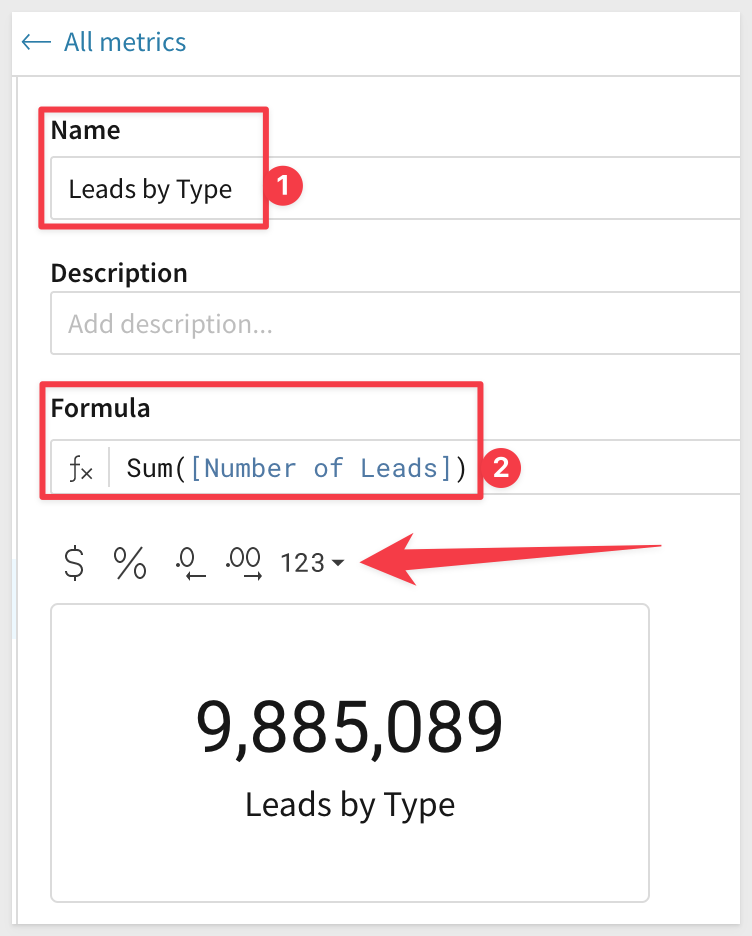 ← All metrics
Name
Leads by Type
1
Description
Add description...
Formula
fx Sum([Number of Leads])
2
$ % .0 .00 123
9,885,089
Leads by Type